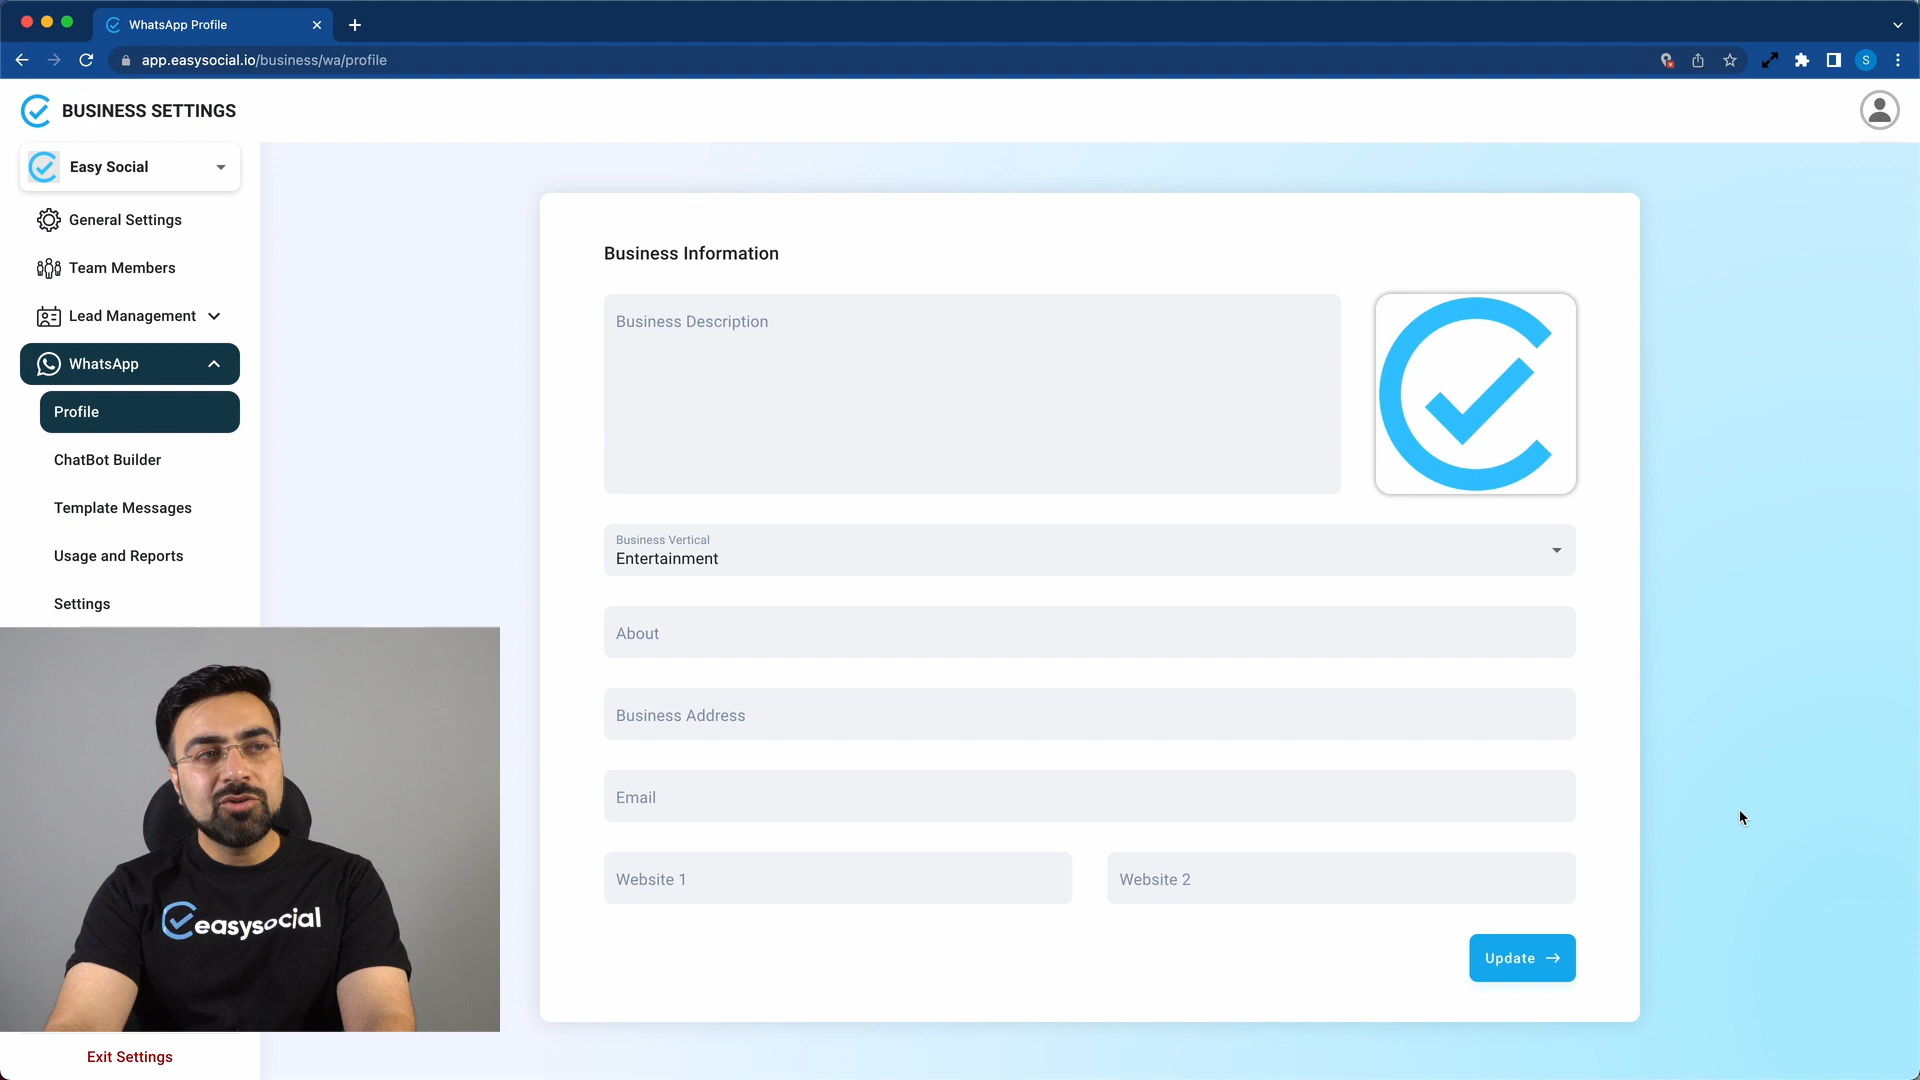 WhatsApp Profile
app.easysocial.io/business/wa/profile
S
BUSINESS SETTINGS
Easy Social
General Settings
Team Members
Lead Management
WhatsApp
Profile
ChatBot Builder
Template Messages
Usage and Reports
Settings
Exit Settings
Business Information
Business Description
Business Vertical
Entertainment
About
Business Address
Email
Website 1
Website 2
Update
easysocial